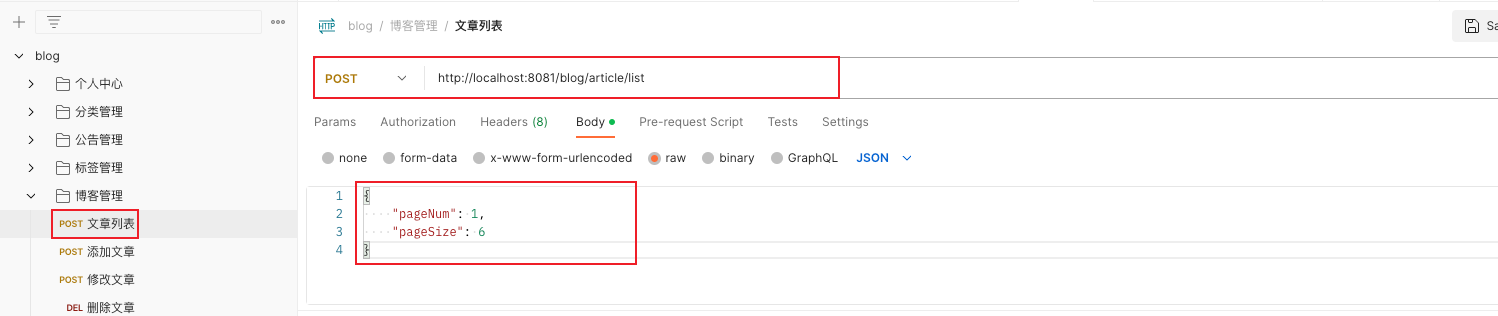 blog / 博客管理 / 文章列表
Sa
blog
个人中心
分类管理
公告管理
标签管理
博客管理
POST 文章列表
POST 添加文章
POST 修改文章
DEL 删除文章
POST http://localhost:8081/blog/article/list
Params Authorization Headers (8) Body Pre-request Script Tests Settings
none form-data x-www-form-urlencoded raw binary GraphQL JSON
1 {
2 "pageNum": 1,
3 "pageSize": 6
4 }